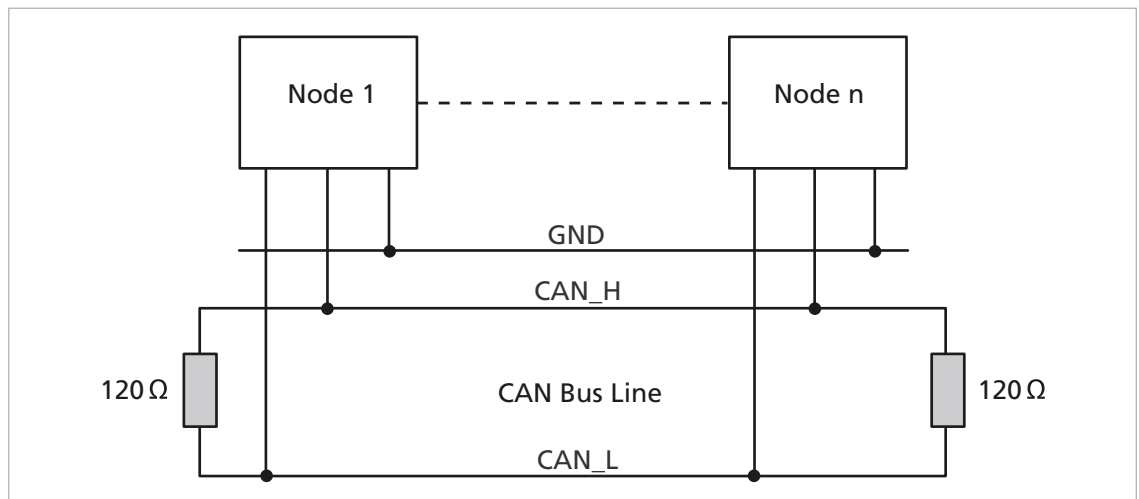 Node 1
Node n
GND
CAN_H
120 Ω
CAN Bus Line
120 Ω
CAN_L